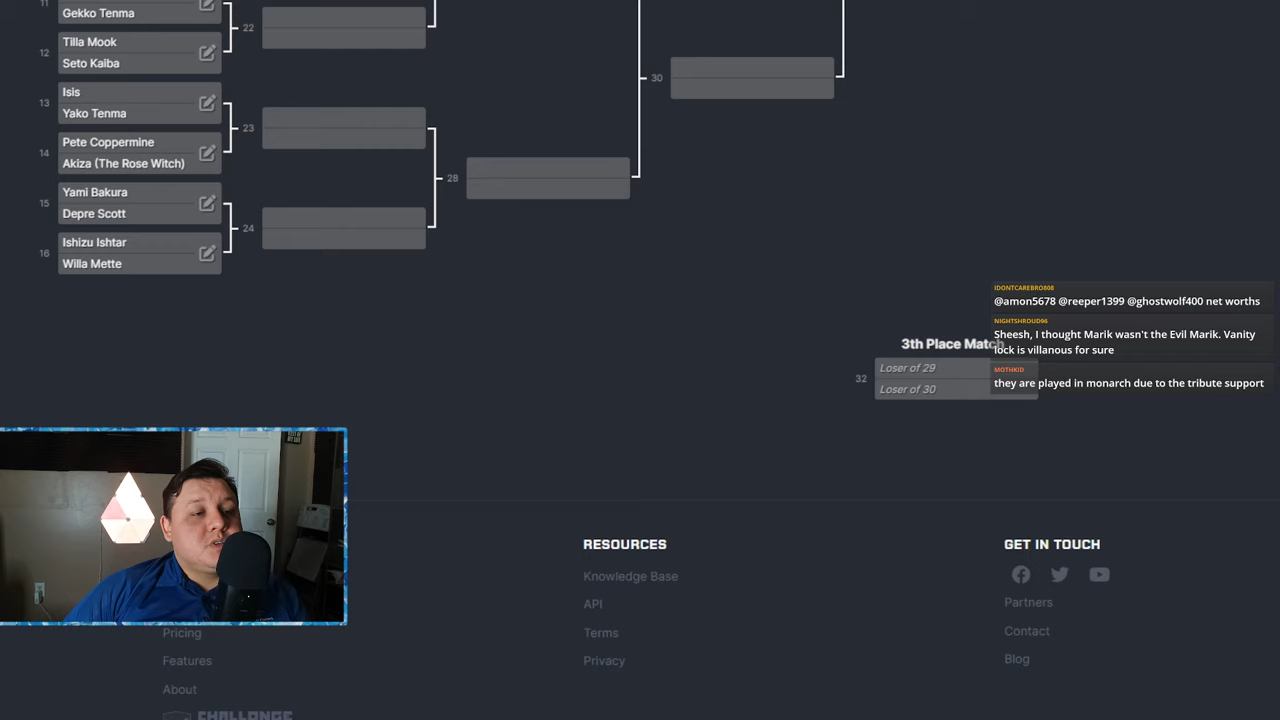 11
Gekko Tenma
22
12
Tilla Mook
Seto Kaiba
30
13
Isis
Yako Tenma
23
14
Pete Coppermine
Akiza (The Rose Witch)
28
15
Yami Bakura
Depre Scott
24
16
Ishizu Ishtar
Willa Mette
IDONTCAREBRO808
@amon5678 @reeper1399 @ghostwolf400 net worths
NIGHTSHROUD96
Sheesh, I thought Marik wasn't the Evil Marik. Vanity
lock is villanous for sure
MOTHKID
they are played in monarch due to the tribute support
3th Place Match
32
Loser of 29
Loser of 30
Pricing
Features
About
RESOURCES
Knowledge Base
API
Terms
Privacy
GET IN TOUCH
Partners
Contact
Blog